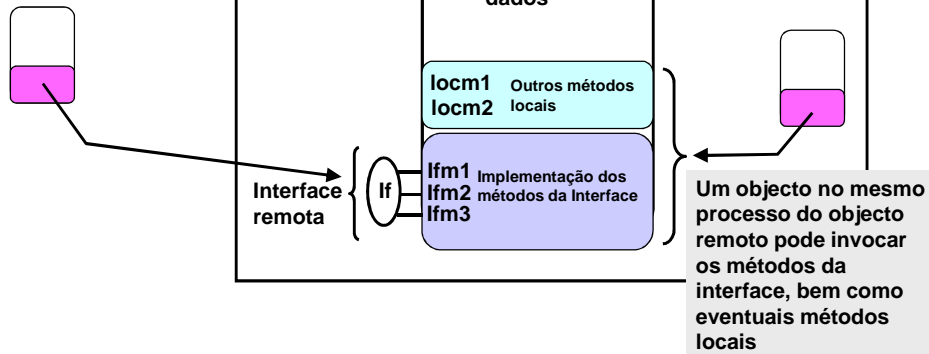 dados
locm1 Outros métodos
locm2 locais
Interface
remota
If
Ifm1 Implementação dos
Ifm2 métodos da Interface
Ifm3
Um objecto no mesmo
processo do objecto
remoto pode invocar
os métodos da
interface, bem como
eventuais métodos
locais